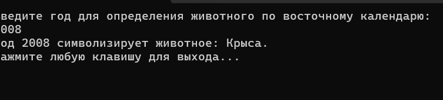 ведите год для определения животного по восточному календарю:
008
од 2008 символизирует животное: Крыса.
ажмите любую клавишу для выхода...